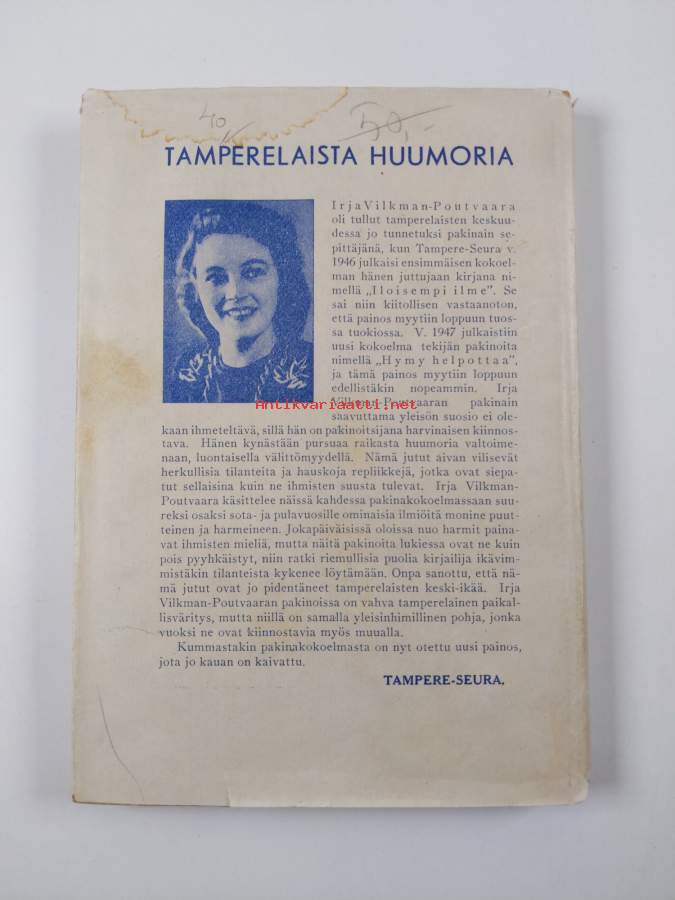 40
50,-
TAMPERELAISTA HUUMORIA
Irja Vilkman-Poutvaara
oli tullut tamperelaisten keskuu-
dessa jo tunnetuksi pakinain se-
pittäjänä, kun Tampere-Seura v.
1946 julkaisi ensimmäisen kokoel-
man hänen juttujaan kirjana ni-
mellä „Iloisempi ilme". Se
sai niin kiitollisen vastaanoton,
että painos myytiin loppuun tuos-
sa tuokiossa. V. 1947 julkaistiin
uusi kokoelma tekijän pakinoita
nimellä „Hymy helpottaa",
ja tämä painos myytiin loppuun
edellistäkin nopeammin. Irja
Vilkman-Poutvaaran pakinain
Antikvariaatti.net
saavuttama yleisön suosio ei ole-
kaan ihmeteltävä, sillä hän on pakinoitsijana harvinaisen kiinnos-
tava. Hänen kynästään pursuaa raikasta huumoria valtoime-
naan, luontaisella välittömyydellä. Nämä jutut aivan vilisevät
herkullisia tilanteita ja hauskoja repliikkejä, jotka ovat siepa-
tut sellaisina kuin ne ihmisten suusta tulevat. Irja Vilkman-
Poutvaara käsittelee näissä kahdessa pakinakokoelmassaan suu-
reksi osaksi sota- ja pulavuosille ominaisia ilmiöitä monine puut-
teinen ja harmeineen. Jokapäiväisissä oloissa nuo harmit paina-
vat ihmisten mieliä, mutta näitä pakinoita lukiessa ovat ne kuin
pois pyyhkäistyt, niin ratki riemullisia puolia kirjailija ikävim-
mistäkin tilanteista kykenee löytämään. Onpa sanottu, että nä-
mä jutut ovat jo pidentäneet tamperelaisten keski-ikää. Irja
Vilkman-Poutvaaran pakinoissa on vahva tamperelainen paikal-
lisväritys, mutta niillä on samalla yleisinhimillinen pohja, jonka
vuoksi ne ovat kiinnostavia myös muualla.
Kummastakin pakinakokoelmasta on nyt otettu uusi painos,
jota jo kauan on kaivattu.
TAMPERE-SEURA.